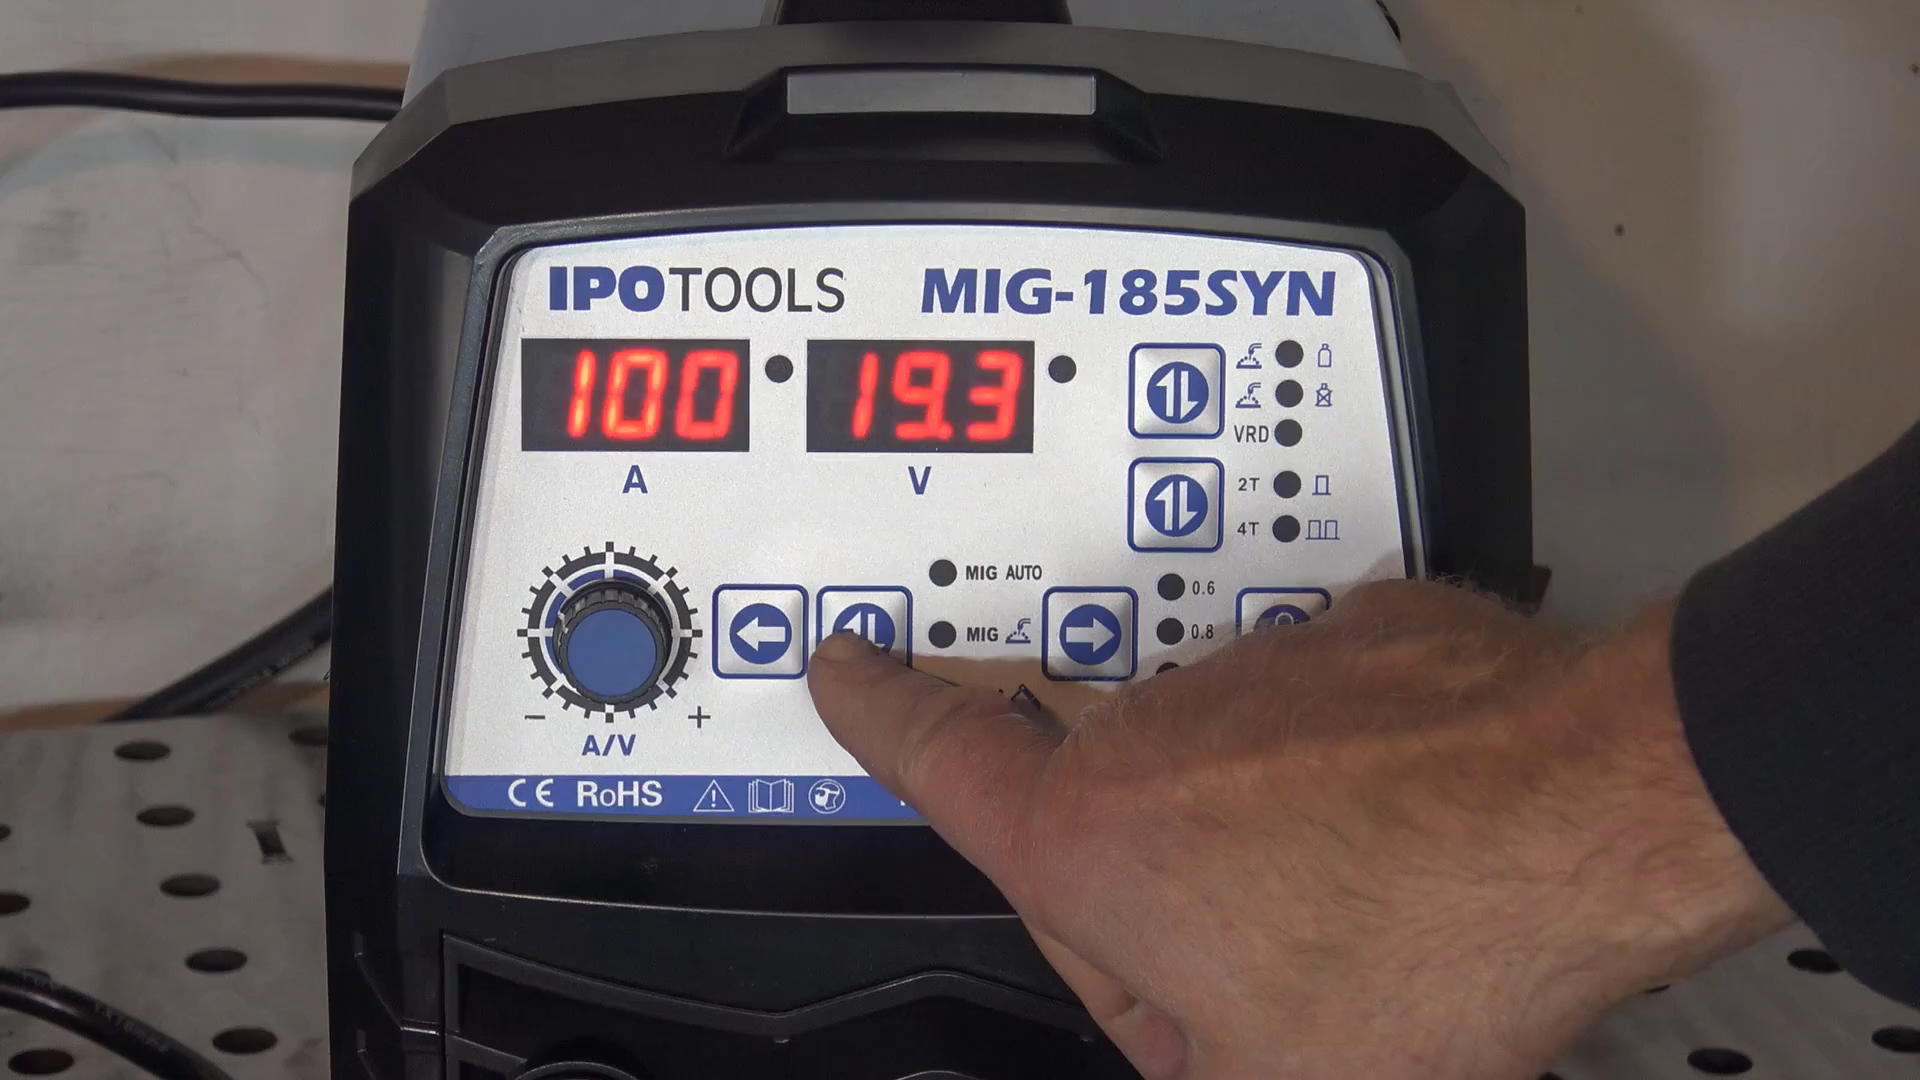 IPOTOOLS MIG-185SYN
100 19.3
A V
VRD
2T
4T
MIG AUTO
0.6
MIG
0.8
- +
A/V
CE RoHS